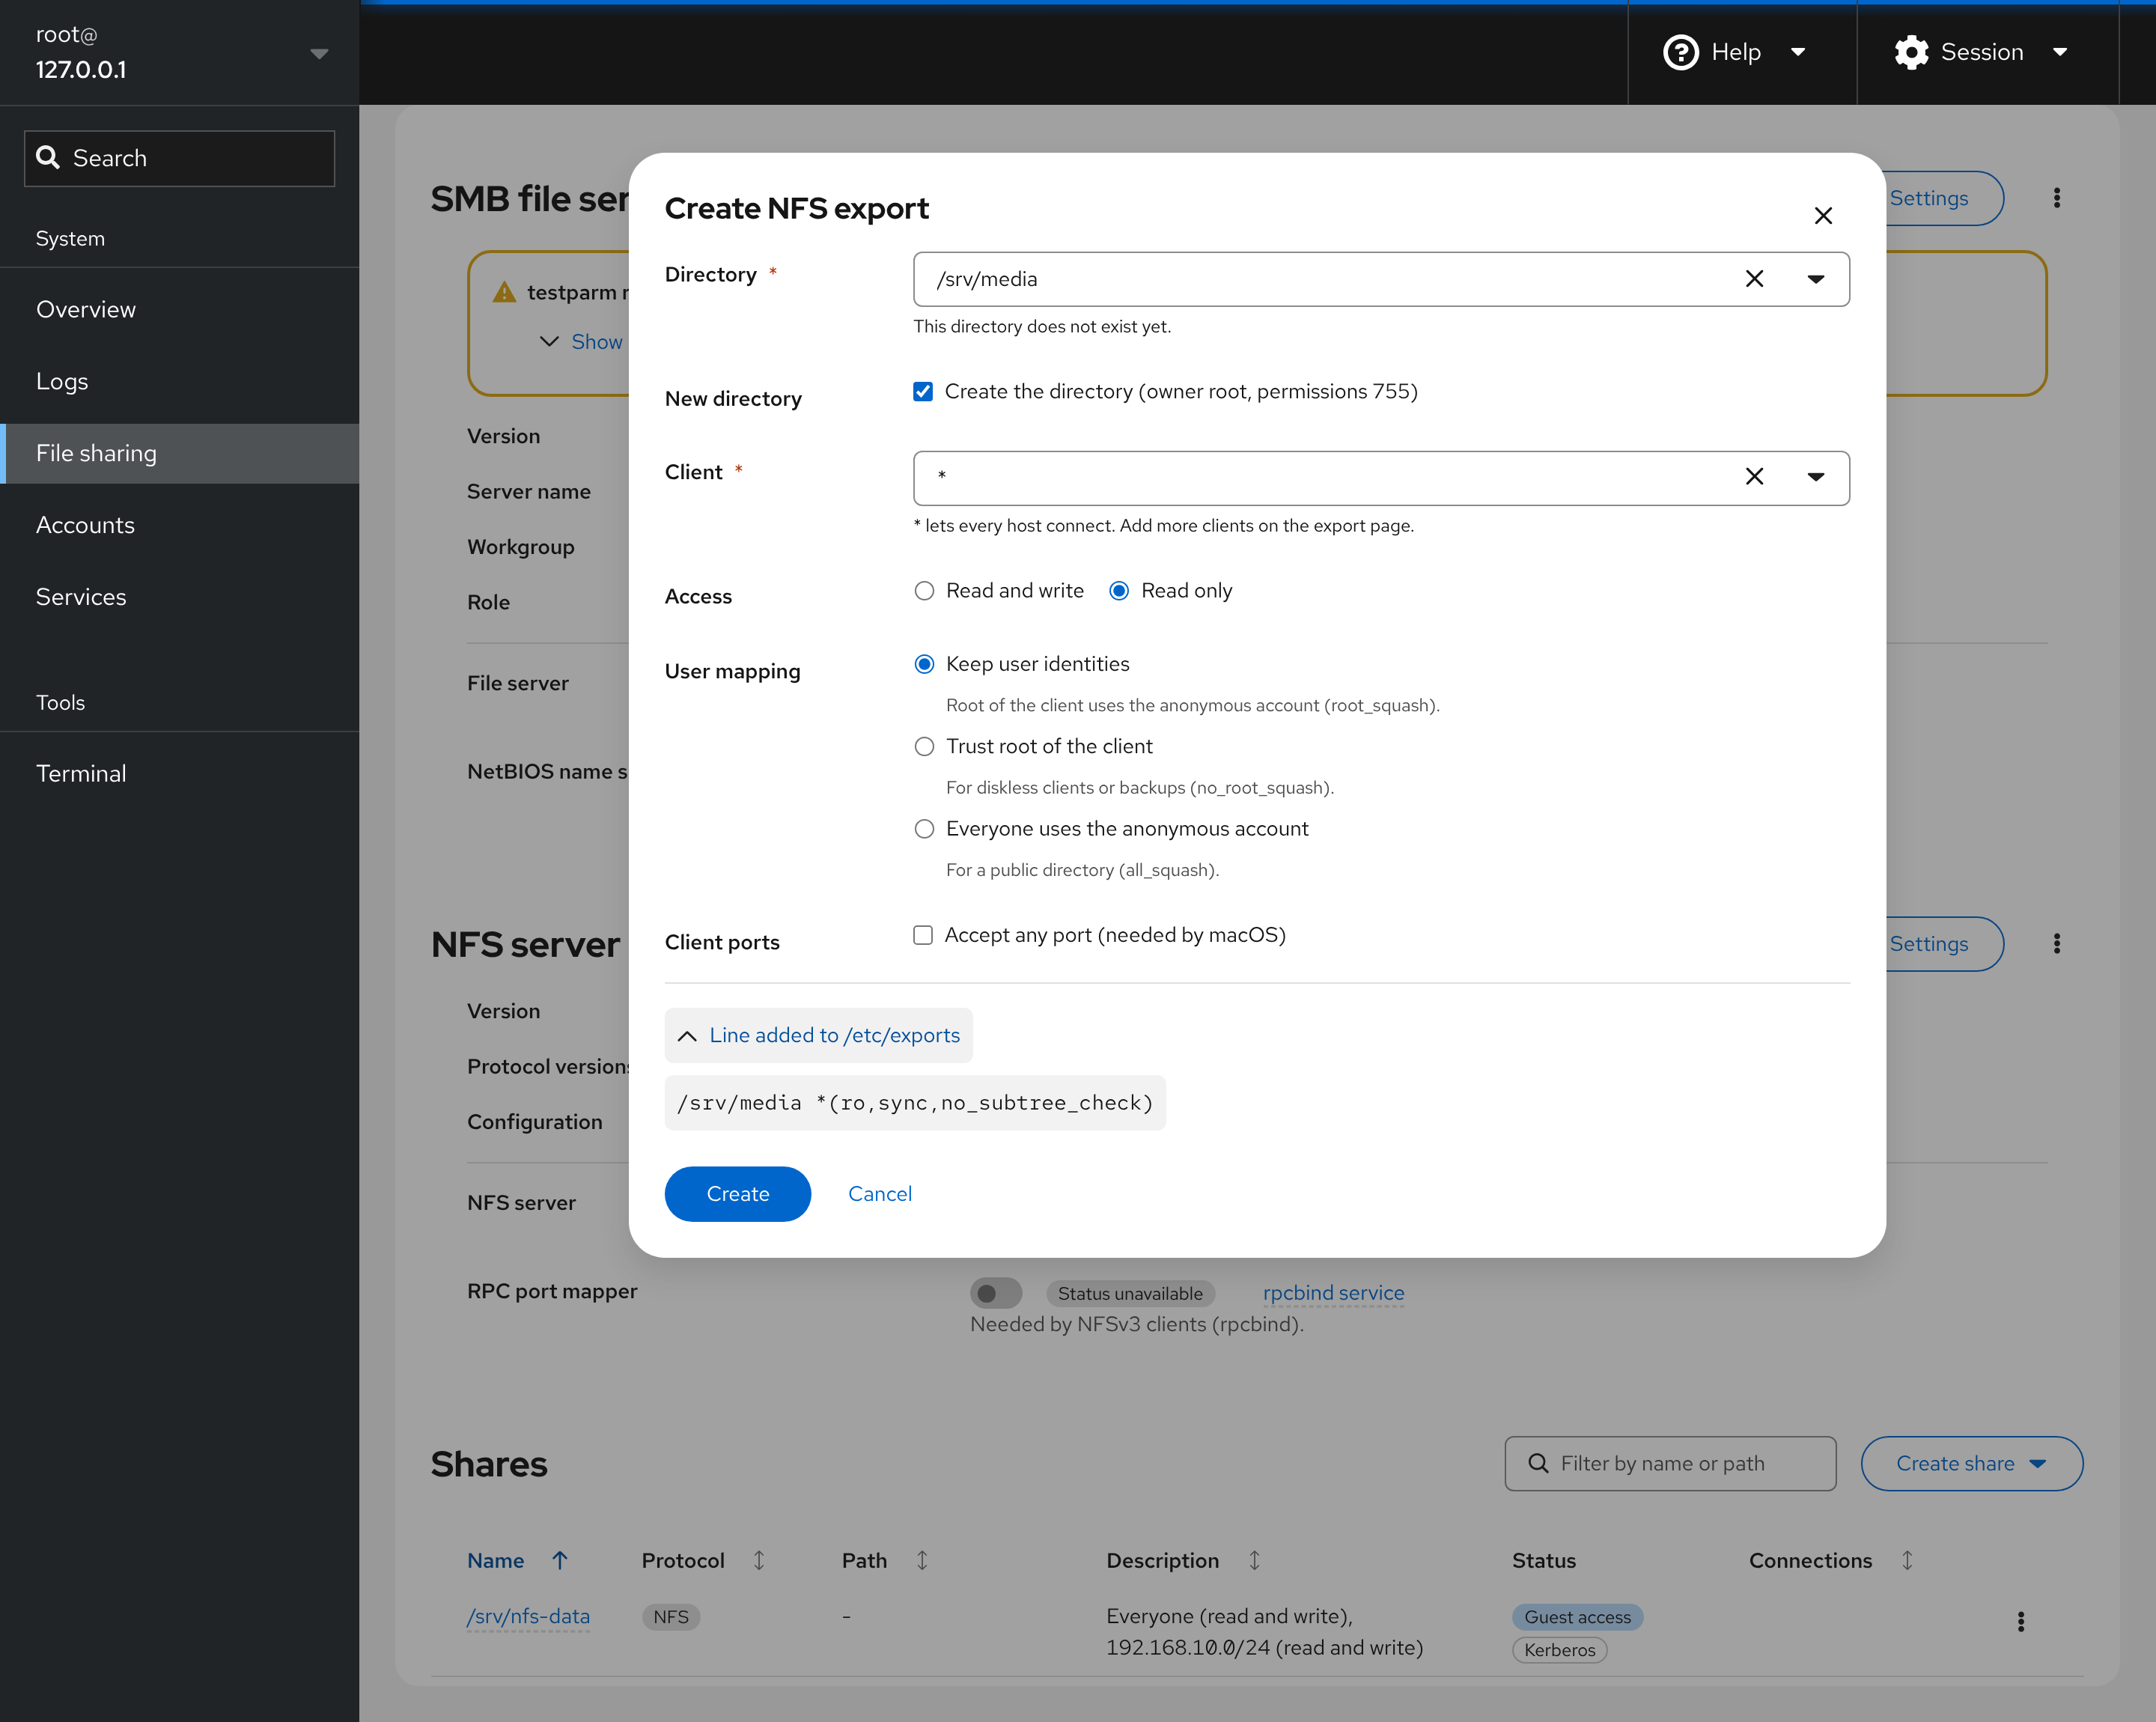 root@
127.0.0.1
Help
Session
Search
System
Overview
Logs
File sharing
Accounts
Services
Tools
Terminal
SMB file ser
Settings
testparm
Show
Version
Server name
Workgroup
Role
File server
NetBIOS name s
NFS server
Settings
Version
Protocol versions
Configuration
NFS server
RPC port mapper
Status unavailable
rpcbind service
Needed by NFSv3 clients (rpcbind).
Create NFS export
Directory *
/srv/media
This directory does not exist yet.
New directory
Create the directory (owner root, permissions 755)
Client *
*
* lets every host connect. Add more clients on the export page.
Access
Read and write
Read only
User mapping
Keep user identities
Root of the client uses the anonymous account (root_squash).
Trust root of the client
For diskless clients or backups (no_root_squash).
Everyone uses the anonymous account
For a public directory (all_squash).
Client ports
Accept any port (needed by macOS)
Line added to /etc/exports
/srv/media *(ro,sync,no_subtree_check)
Create
Cancel
Shares
Filter by name or path
Create share
Name
Protocol
Path
Description
Status
Connections
/srv/nfs-data
NFS
-
Everyone (read and write),
192.168.10.0/24 (read and write)
Guest access
Kerberos